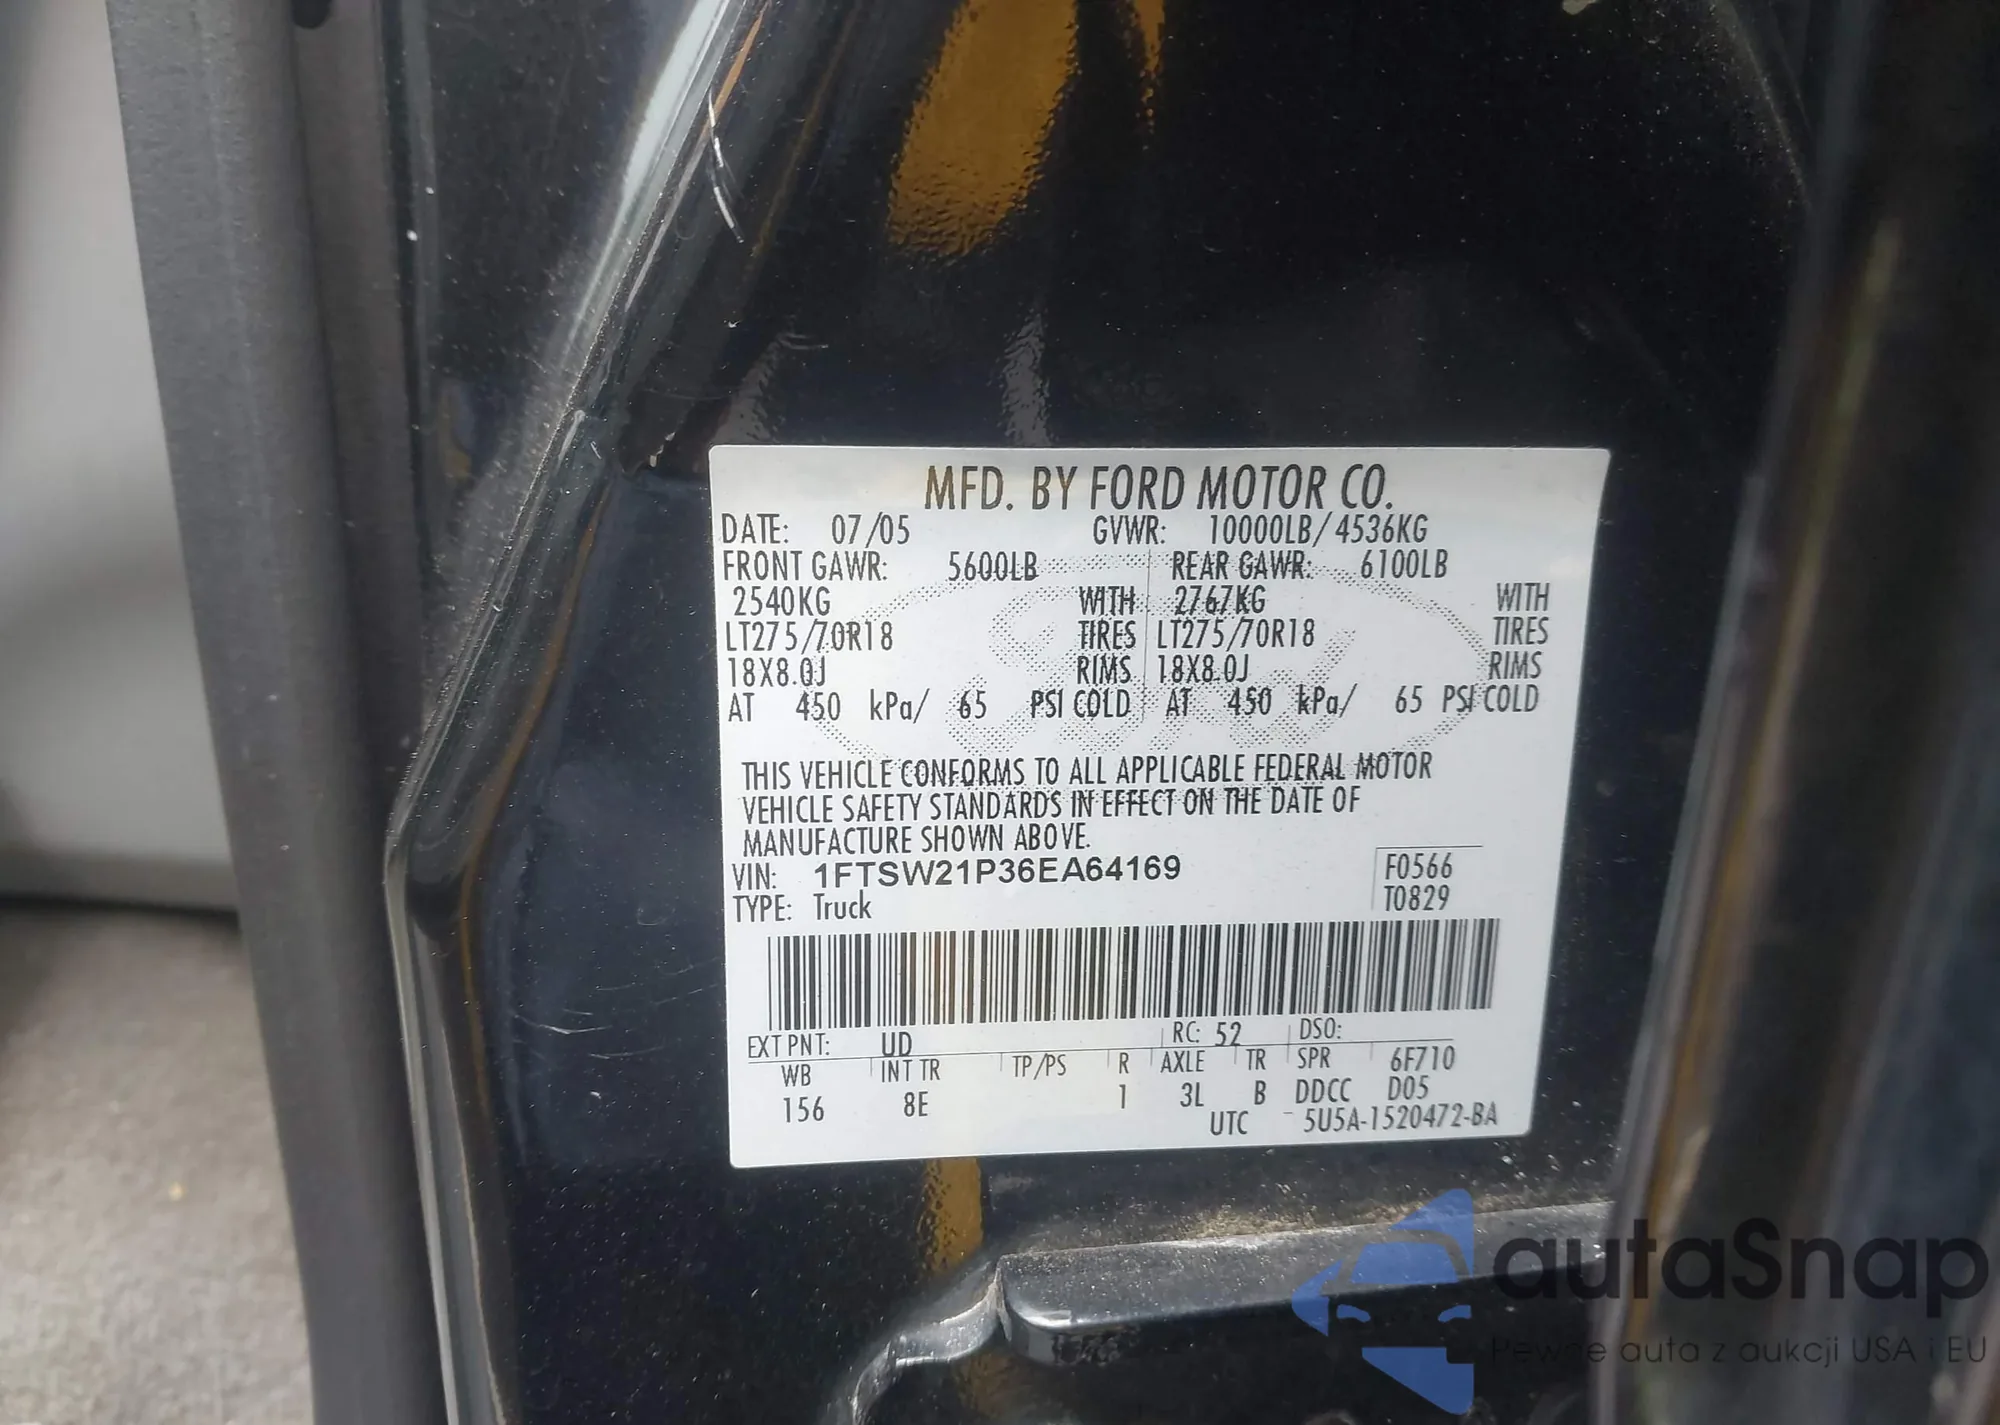 MFD. BY FORD MOTOR CO.
DATE: 07/05 GVWR: 10000LB/4536KG
FRONT GAWR: 5600LB REAR GAWR: 6100LB
2540KG WITH 2767KG WITH
LT275/70R18 TIRES LT275/70R18 TIRES
18X8.0J RIMS 18X8.0J RIMS
AT 450 kPa/ 65 PSI COLD AT 450 kPa/ 65 PSI COLD
THIS VEHICLE CONFORMS TO ALL APPLICABLE FEDERAL MOTOR
VEHICLE SAFETY STANDARDS IN EFFECT ON THE DATE OF
MANUFACTURE SHOWN ABOVE.
VIN: 1FTSW21P36EA64169 F0566
TYPE: Truck T0829
EXT PNT: UD RC: 52 DSO:
WB INT TR TP/PS R AXLE TR SPR 6F710
156 8E 1 3L B DDCC D05
UTC 5U5A-1520472-BA
autaSnap
Pewne auta z aukcji USA i EU